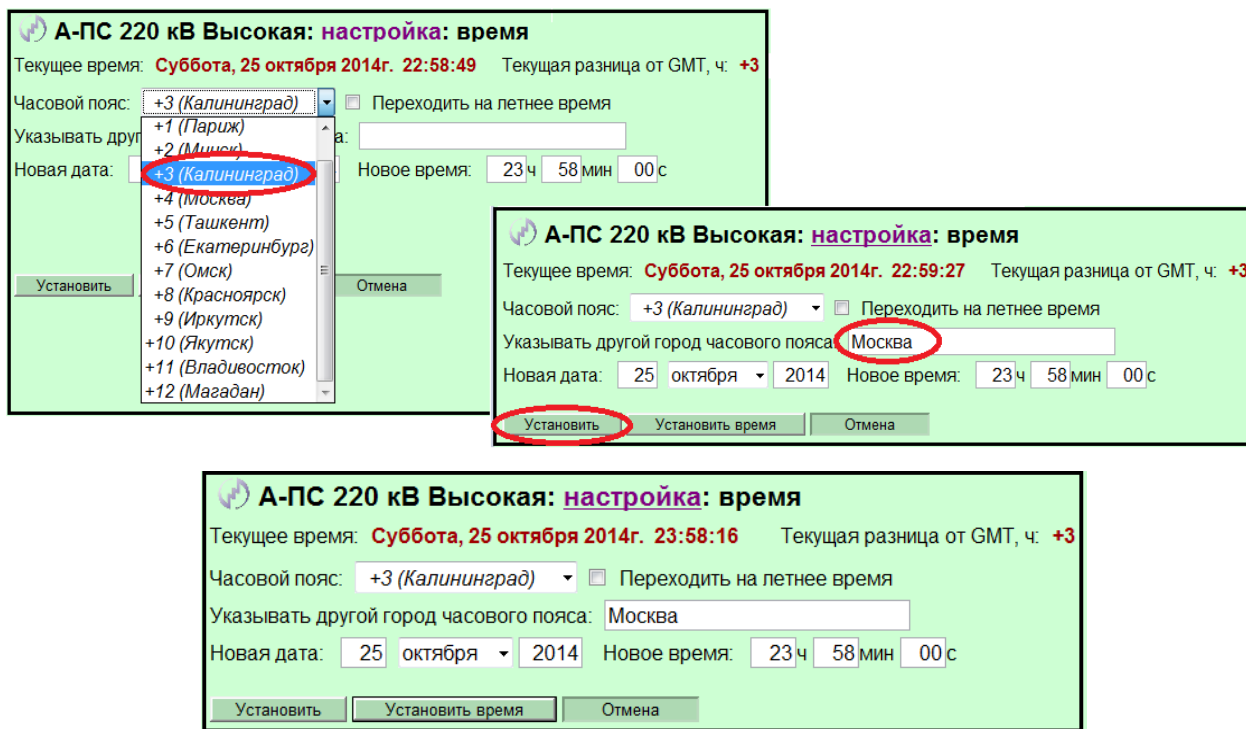 А-ПС 220 кВ Высокая: настройка: время
Текущее время: Суббота, 25 октября 2014г. 22:58:49 Текущая разница от GMT, ч: +3
Часовой пояс: +3 (Калининград) Переходить на летнее время
Указывать друг а:
Новая дата: Новое время: 23 ч 58 мин 00 с
+1 (Париж)
+2 (Минск)
+3 (Калининград)
+4 (Москва)
+5 (Ташкент)
+6 (Екатеринбург)
+7 (Омск)
+8 (Красноярск)
+9 (Иркутск)
+10 (Якутск)
+11 (Владивосток)
+12 (Магадан)
Установить Отмена
А-ПС 220 кВ Высокая: настройка: время
Текущее время: Суббота, 25 октября 2014г. 22:59:27 Текущая разница от GMT, ч: +3
Часовой пояс: +3 (Калининград) Переходить на летнее время
Указывать другой город часового пояса: Москва
Новая дата: 25 октября 2014 Новое время: 23 ч 58 мин 00 с
Установить Установить время Отмена
А-ПС 220 кВ Высокая: настройка: время
Текущее время: Суббота, 25 октября 2014г. 23:58:16 Текущая разница от GMT, ч: +3
Часовой пояс: +3 (Калининград) Переходить на летнее время
Указывать другой город часового пояса: Москва
Новая дата: 25 октября 2014 Новое время: 23 ч 58 мин 00 с
Установить Установить время Отмена